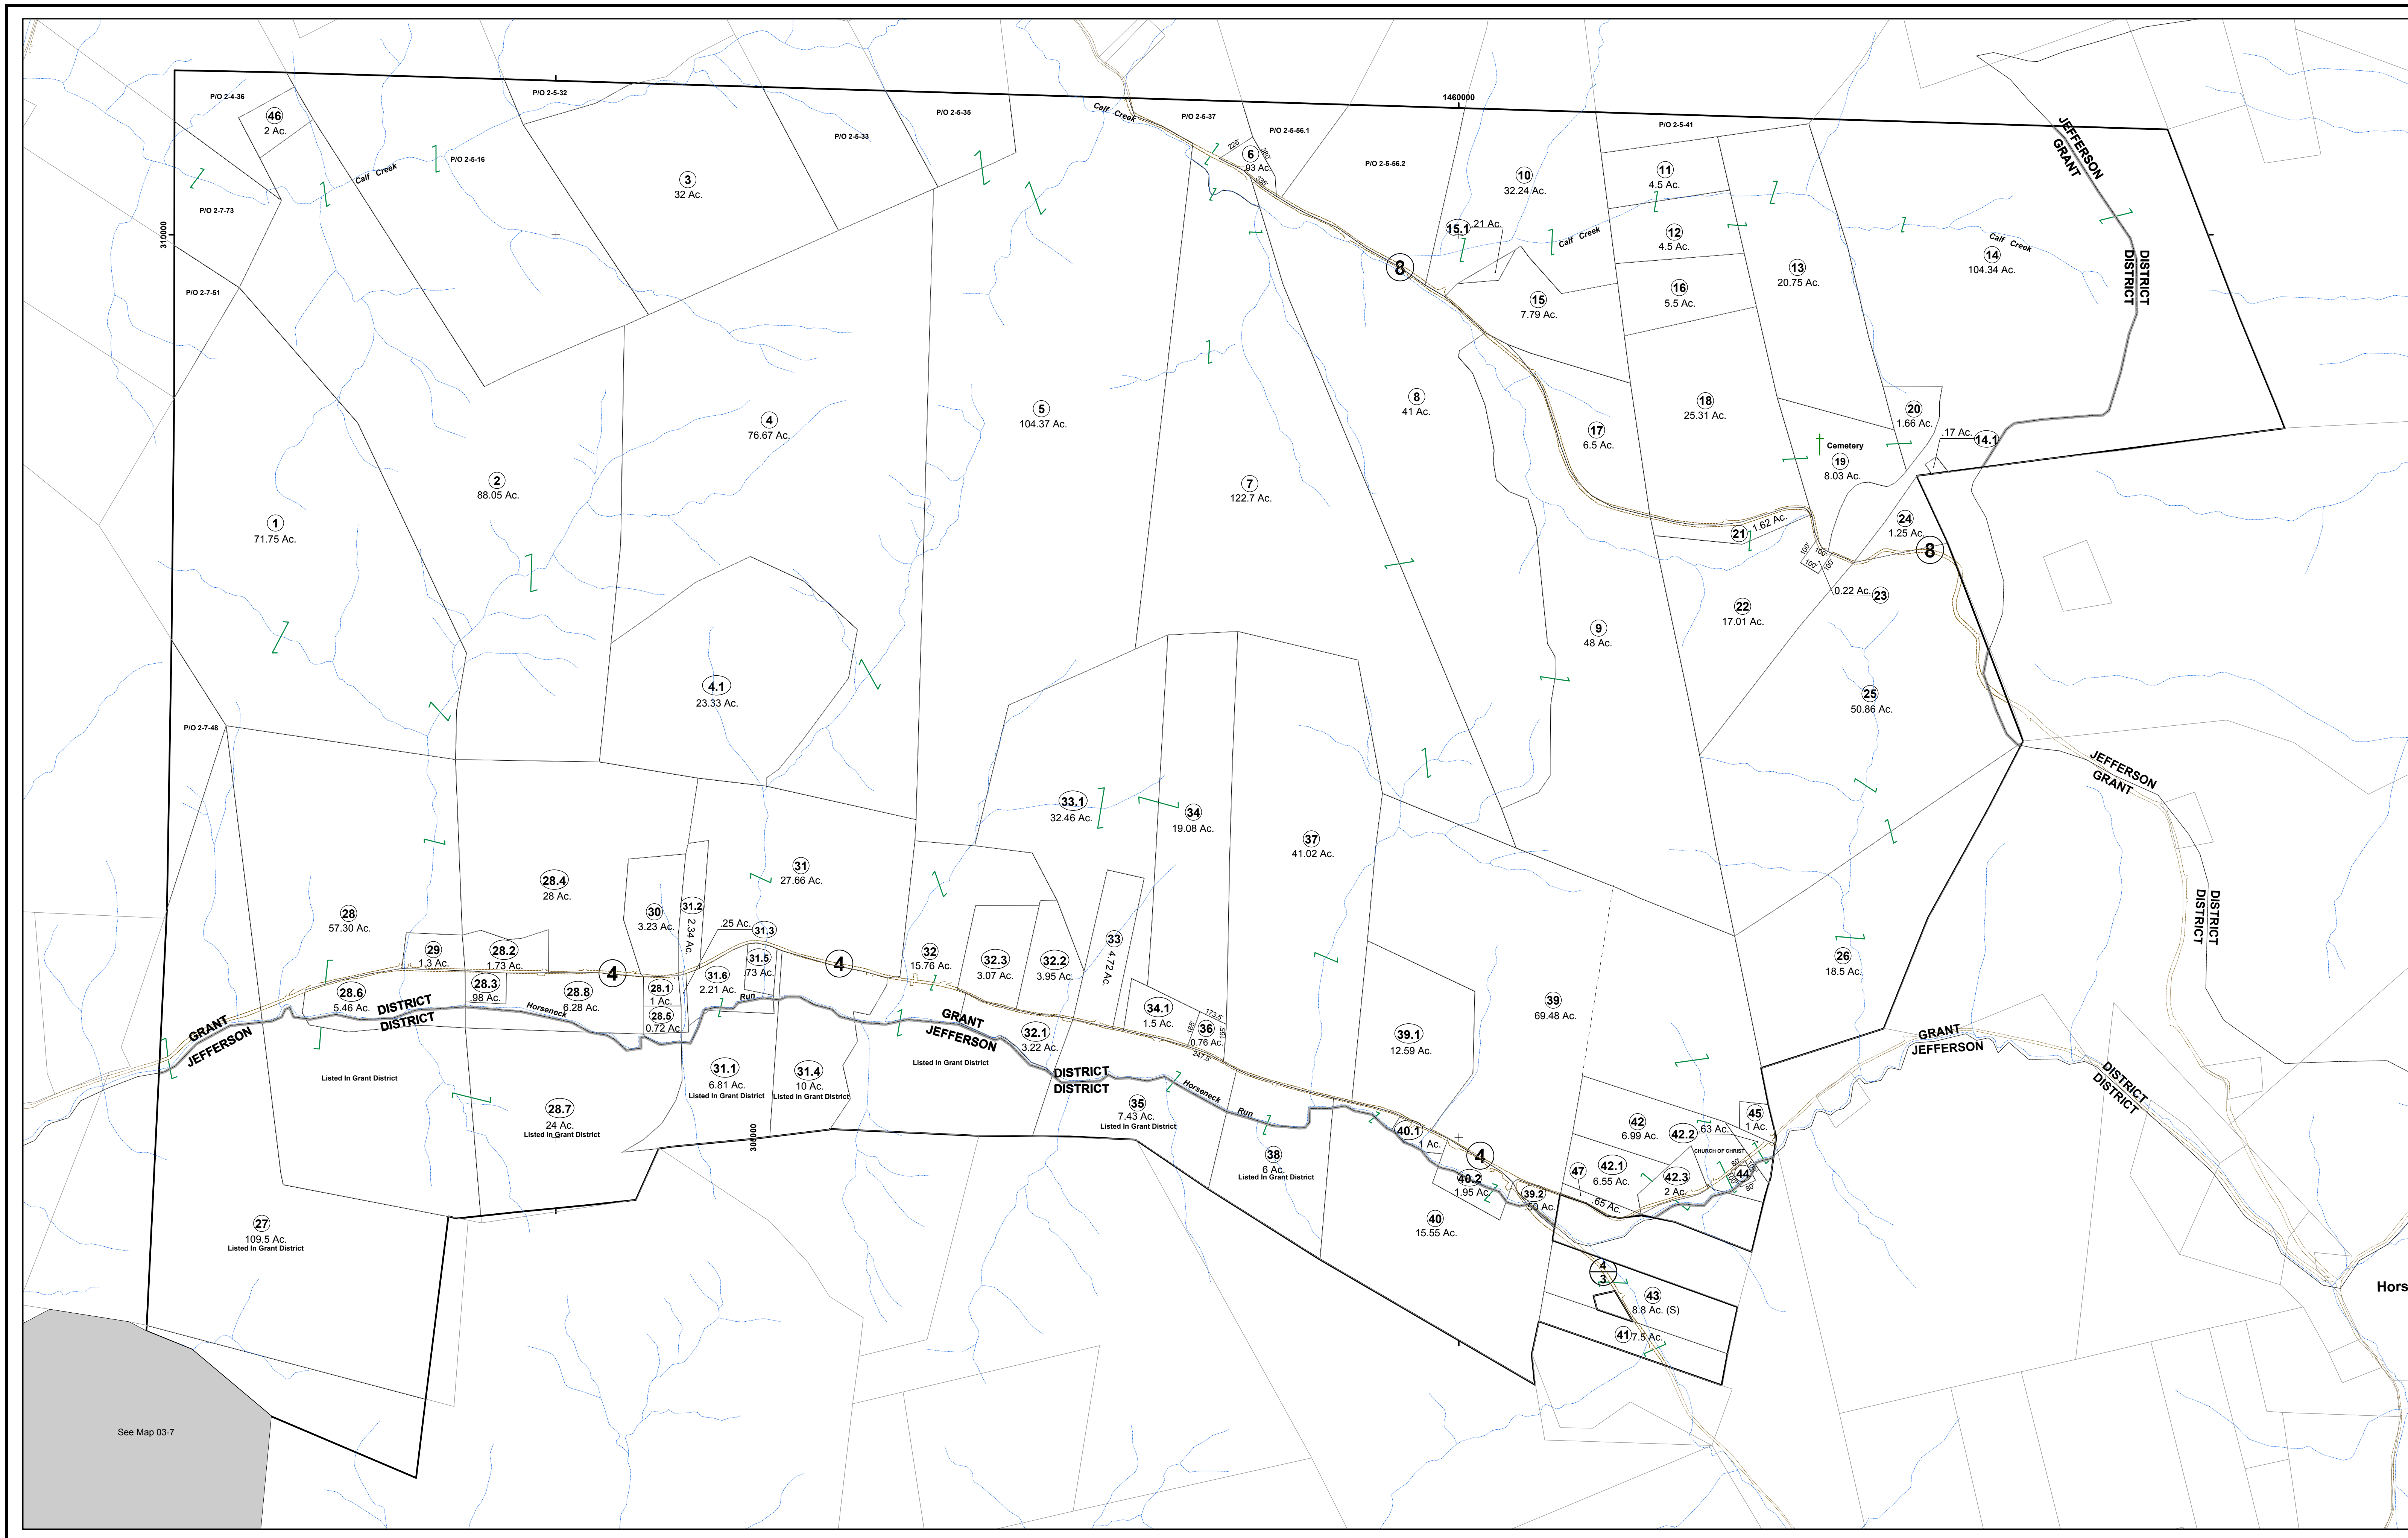 1460000
P/O 2-4-36
46
2 Ac.
P/O 2-5-32
P/O 2-5-16
Calf Creek
P/O 2-5-33
P/O 2-5-35
Calf Creek
P/O 2-5-37
P/O 2-5-56.1
P/O 2-5-56.2
P/O 2-5-41
226'
380'
335'
6
.93 Ac.
JEFFERSON
GRANT
DISTRICT
DISTRICT
P/O 2-7-73
310000
P/O 2-7-51
3
32 Ac.
10
32.24 Ac.
11
4.5 Ac.
12
4.5 Ac.
15.1
.21 Ac.
Calf Creek
8
13
20.75 Ac.
14
104.34 Ac.
Calf Creek
15
7.79 Ac.
16
5.5 Ac.
1
71.75 Ac.
2
88.05 Ac.
4
76.67 Ac.
5
104.37 Ac.
7
122.7 Ac.
8
41 Ac.
17
6.5 Ac.
18
25.31 Ac.
20
1.66 Ac.
.17 Ac.
14.1
Cemetery
19
8.03 Ac.
21
1.62 Ac.
24
1.25 Ac.
8
100'
100'
100'
100'
0.22 Ac.
23
22
17.01 Ac.
9
48 Ac.
4.1
23.33 Ac.
25
50.86 Ac.
P/O 2-7-48
JEFFERSON
GRANT
DISTRICT
DISTRICT
33.1
32.46 Ac.
34
19.08 Ac.
37
41.02 Ac.
28
57.30 Ac.
28.4
28 Ac.
30
3.23 Ac.
31.2
2.34 Ac.
31
27.66 Ac.
.25 Ac.
31.3
29
1.3 Ac.
28.2
1.73 Ac.
28.3
.98 Ac.
4
28.1
1 Ac.
28.5
0.72 Ac
31.6
2.21 Ac.
31.5
.73 Ac.
4
32
15.76 Ac.
32.3
3.07 Ac.
32.2
3.95 Ac.
33
4.72 Ac.
26
18.5 Ac.
28.6
5.46 Ac.
28.8
6.28 Ac.
Horseneck
Run
GRANT
JEFFERSON
DISTRICT
DISTRICT
GRANT
JEFFERSON
32.1
3.22 Ac.
34.1
1.5 Ac.
36
0.76 Ac.
173.5'
165'
165'
247.5'
39.1
12.59 Ac.
39
69.48 Ac.
GRANT
JEFFERSON
DISTRICT
DISTRICT
Listed In Grant District
Listed In Grant District
DISTRICT
DISTRICT
31.1
6.81 Ac.
Listed In Grant District
31.4
10 Ac.
Listed in Grant District
28.7
24 Ac.
Listed In Grant District
305000
35
7.43 Ac.
Listed In Grant District
Horseneck
Run
38
6 Ac.
Listed In Grant District
40.1
1 Ac.
4
40.2
1.95 Ac.
39.2
.50 Ac.
42
6.99 Ac.
42.2
.63 Ac.
45
1 Ac.
CHURCH OF CHRIST
47
42.1
6.55 Ac.
.65 Ac.
42.3
2 Ac.
44
80'
80'
40
15.55 Ac.
27
109.5 Ac.
Listed In Grant District
4
3
43
8.8 Ac. (S)
41
7.5 Ac.
Hors
See Map 03-7